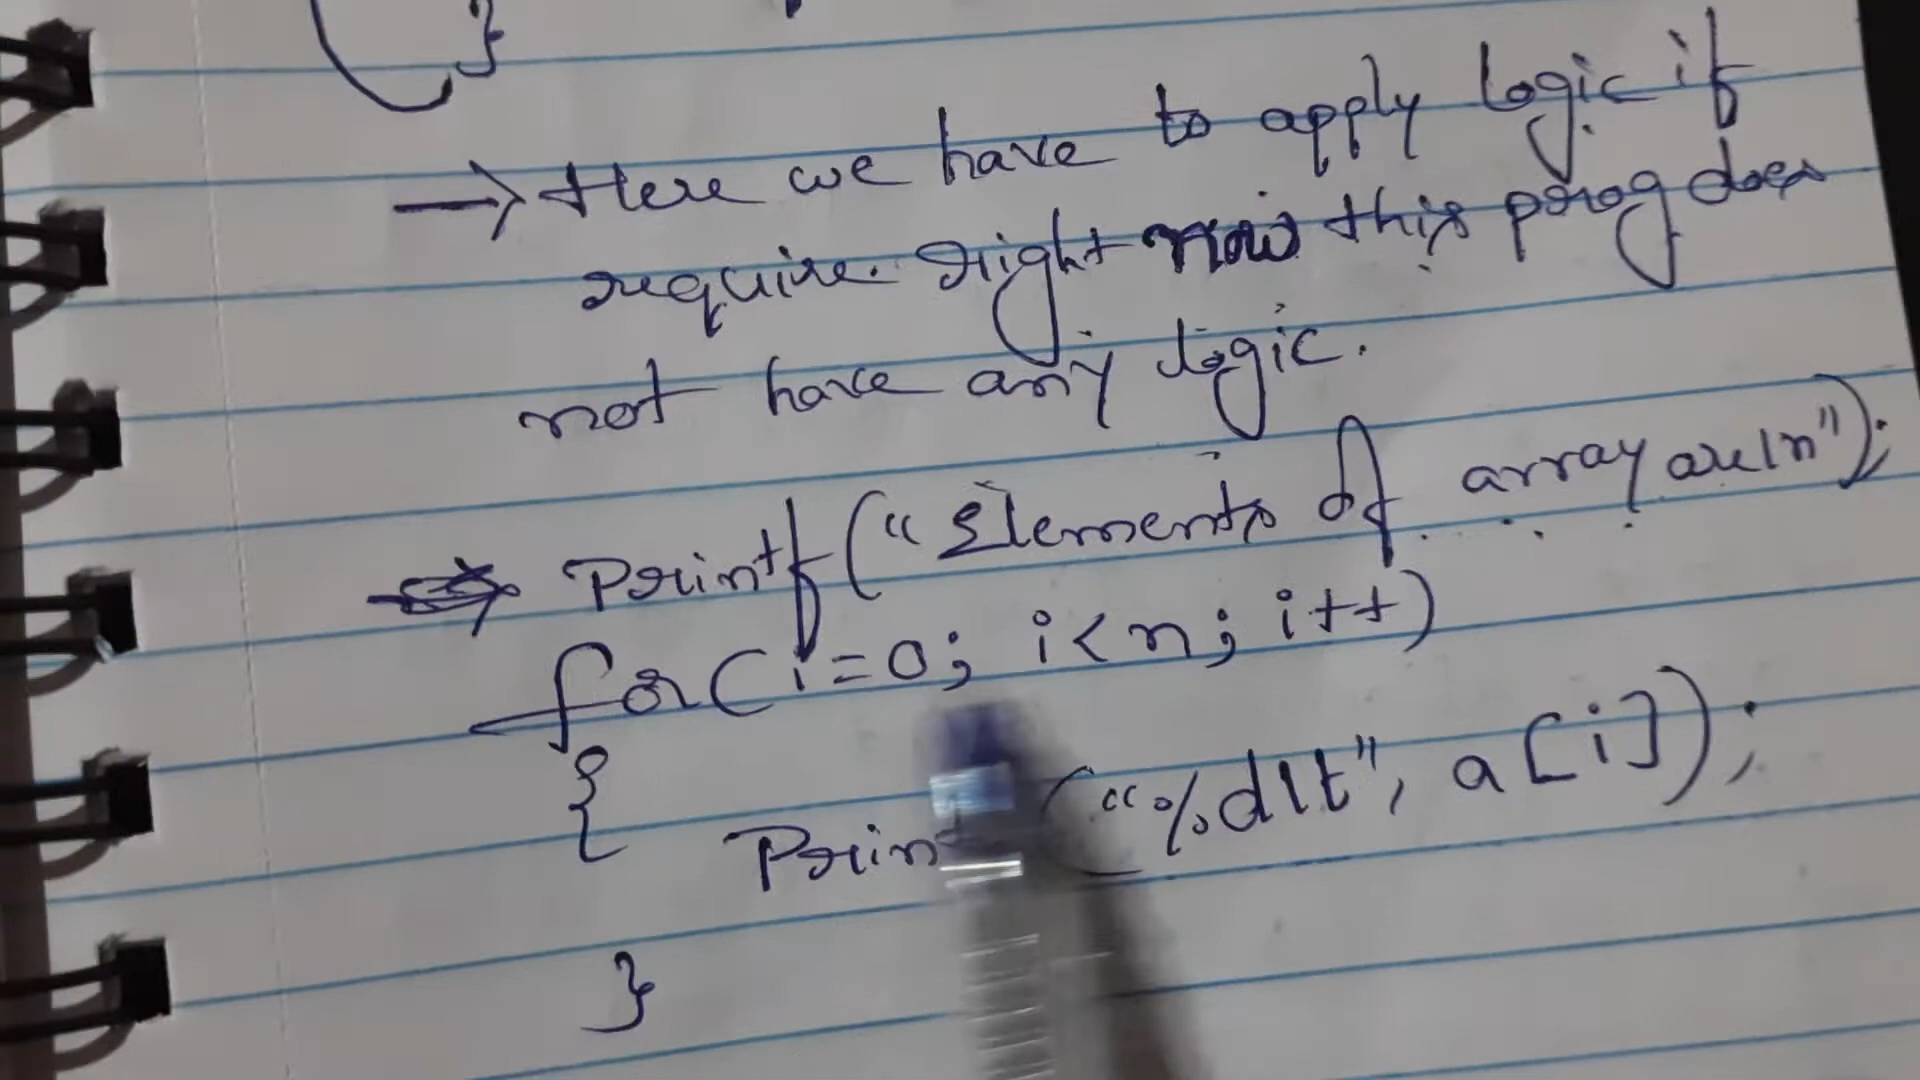 }
→ Here we have to apply logic if
require. Right now this prog does
not have any logic.
Printf("Elements of array are\n");
for(i=0; i<n; i++)
{
Print ("%d\t", a[i]);
}